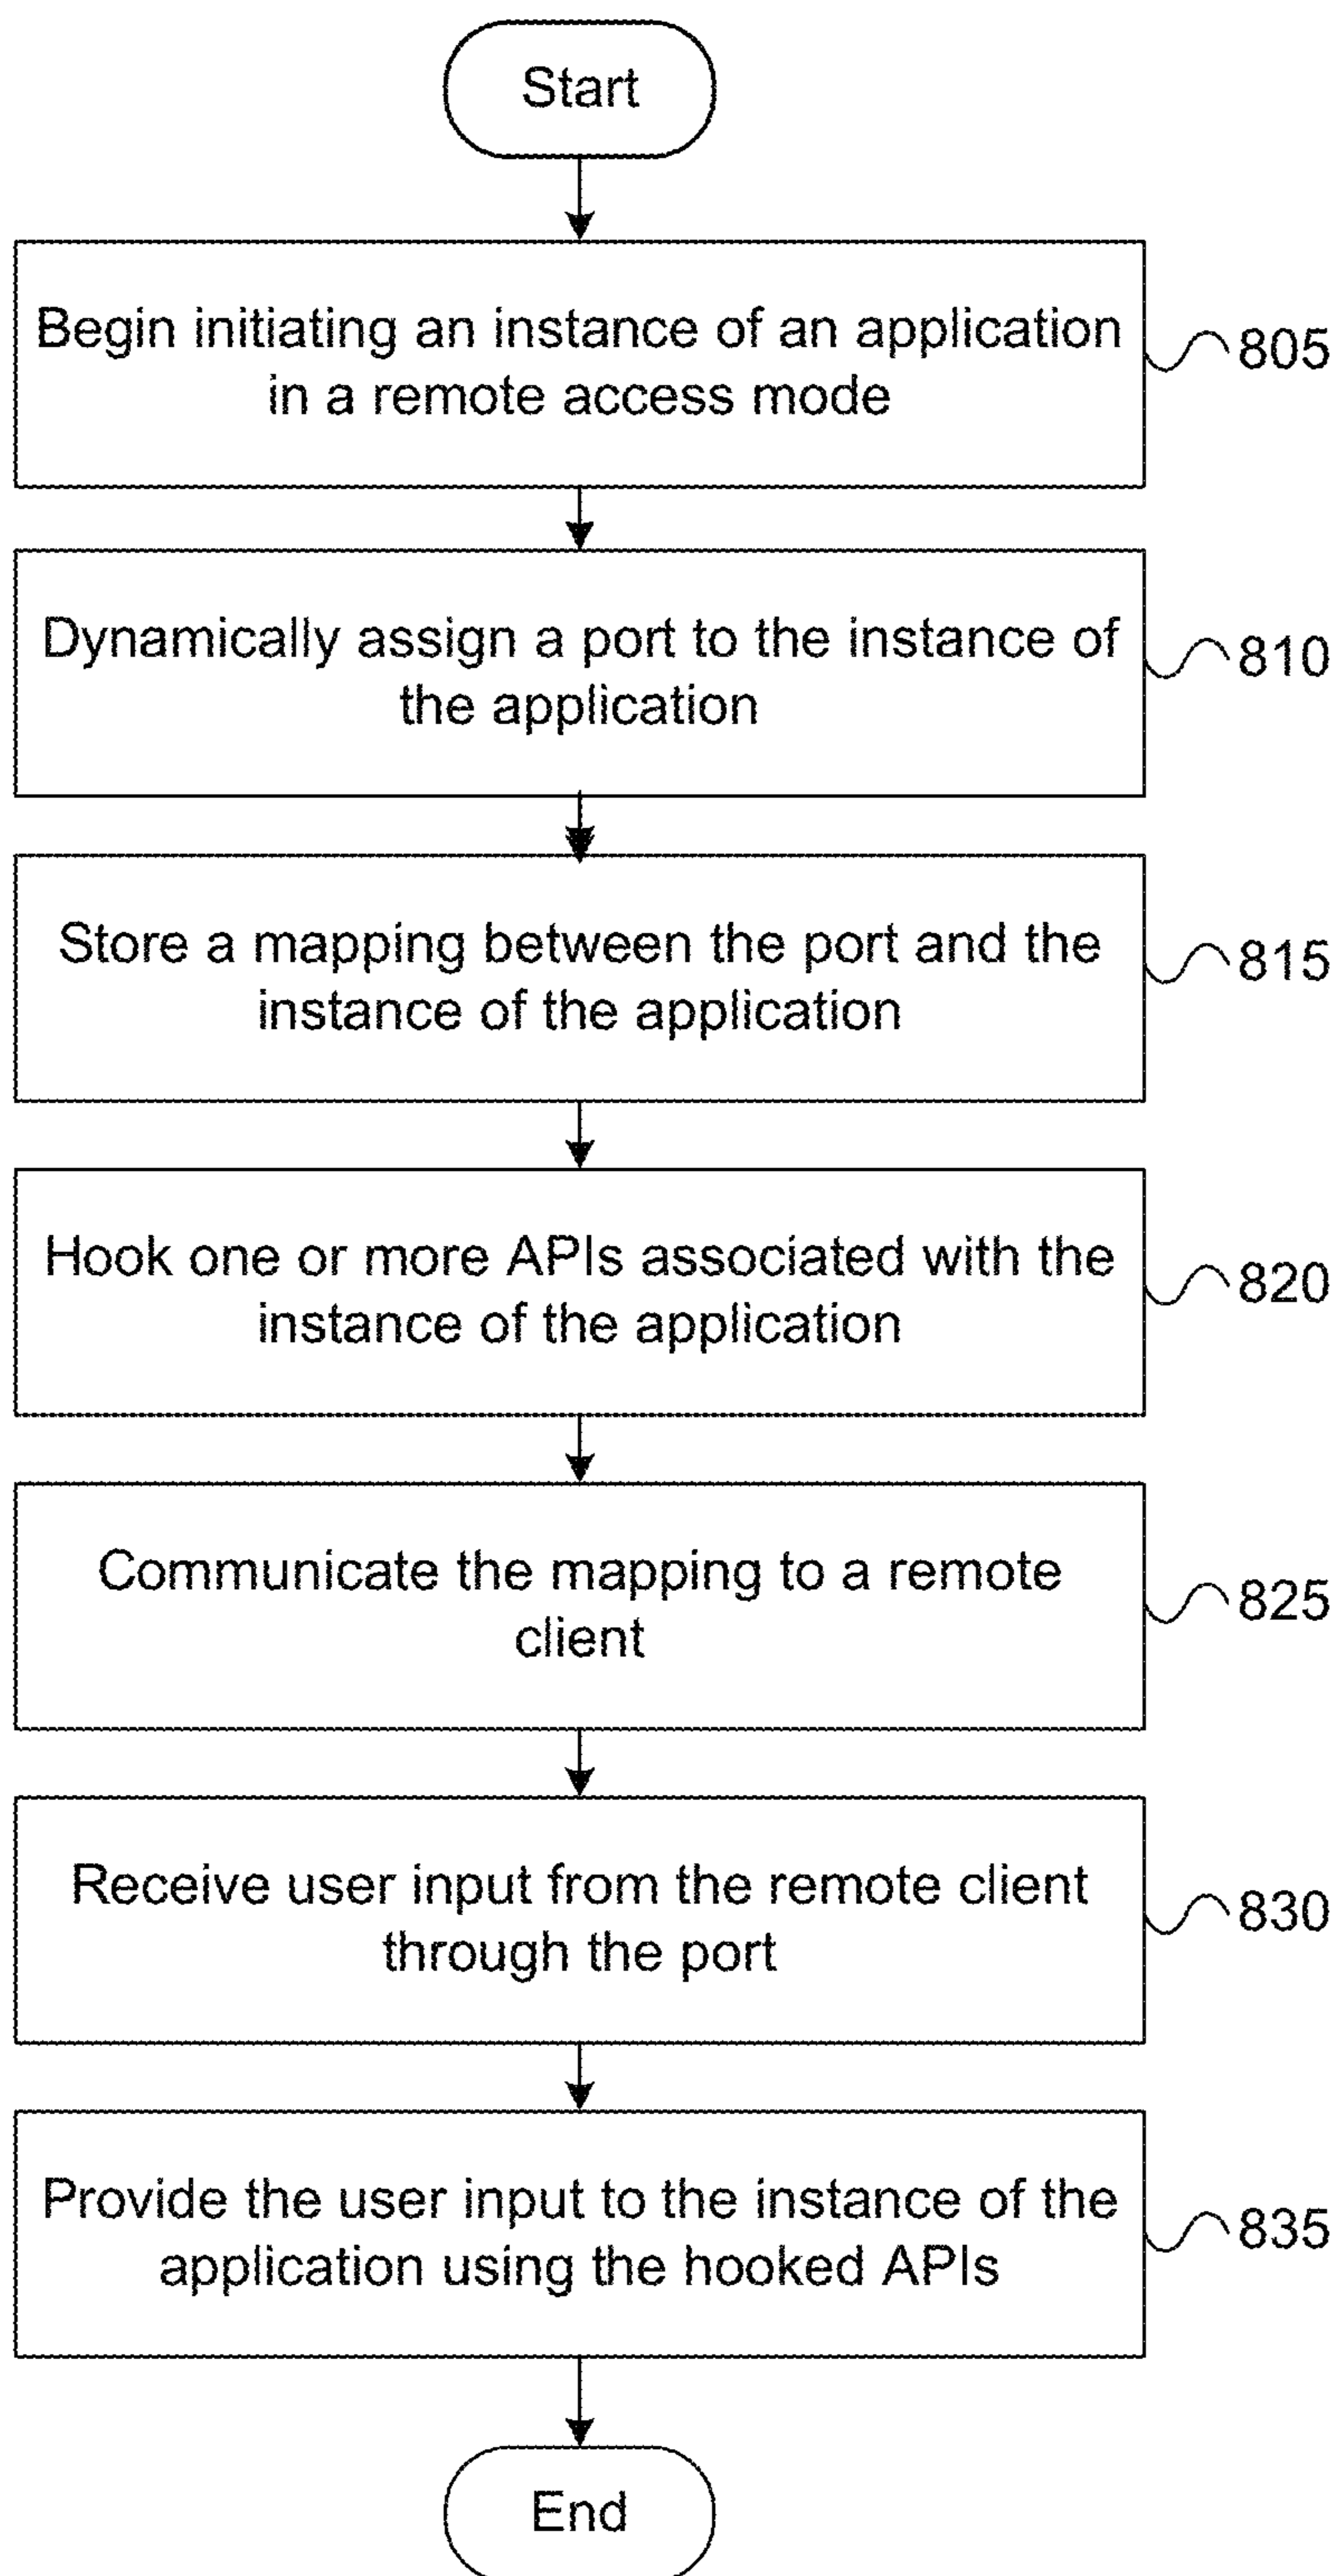 Start
Begin initiating an instance of an application
in a remote access mode
805
Dynamically assign a port to the instance of
the application
810
Store a mapping between the port and the
instance of the application
815
Hook one or more APIs associated with the
instance of the application
820
Communicate the mapping to a remote
client
825
Receive user input from the remote client
through the port
830
Provide the user input to the instance of the
application using the hooked APIs
835
End